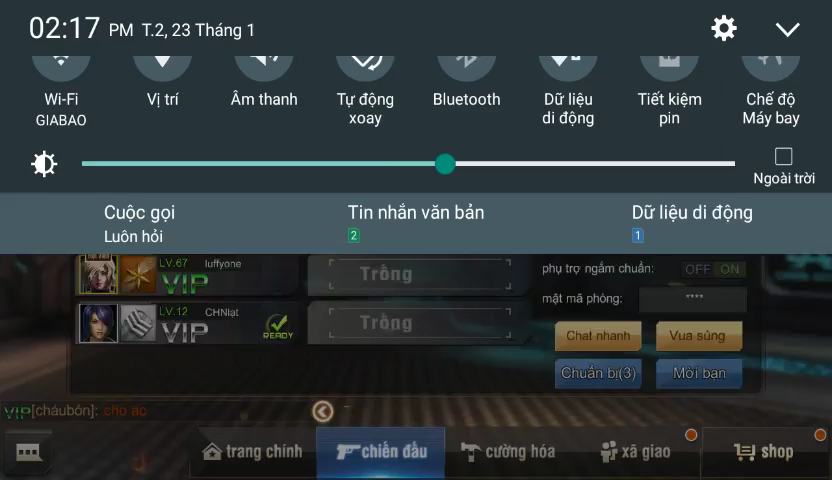 02:17 PM T.2, 23 Tháng 1
Wi-Fi
GIABAO
Vị trí
Âm thanh
Tự động
xoay
Bluetooth
Dữ liệu
di động
Tiết kiệm
pin
Chế độ
Máy bay
Ngoài trời
Cuộc gọi
Luôn hỏi
Tin nhắn văn bản
2
Dữ liệu di động
1
LV.67 luffyone
VIP
Trống
phụ trợ ngắm chuẩn: OFF ON
LV.12 CHNlạt
VIP
READY
Trống
mật mã phòng: ****
Chat nhanh
Vua súng
Chuẩn bị(3)
Mời bạn
VIP[cháubón]: cho ác
trang chính
chiến đấu
cường hóa
xã giao
shop